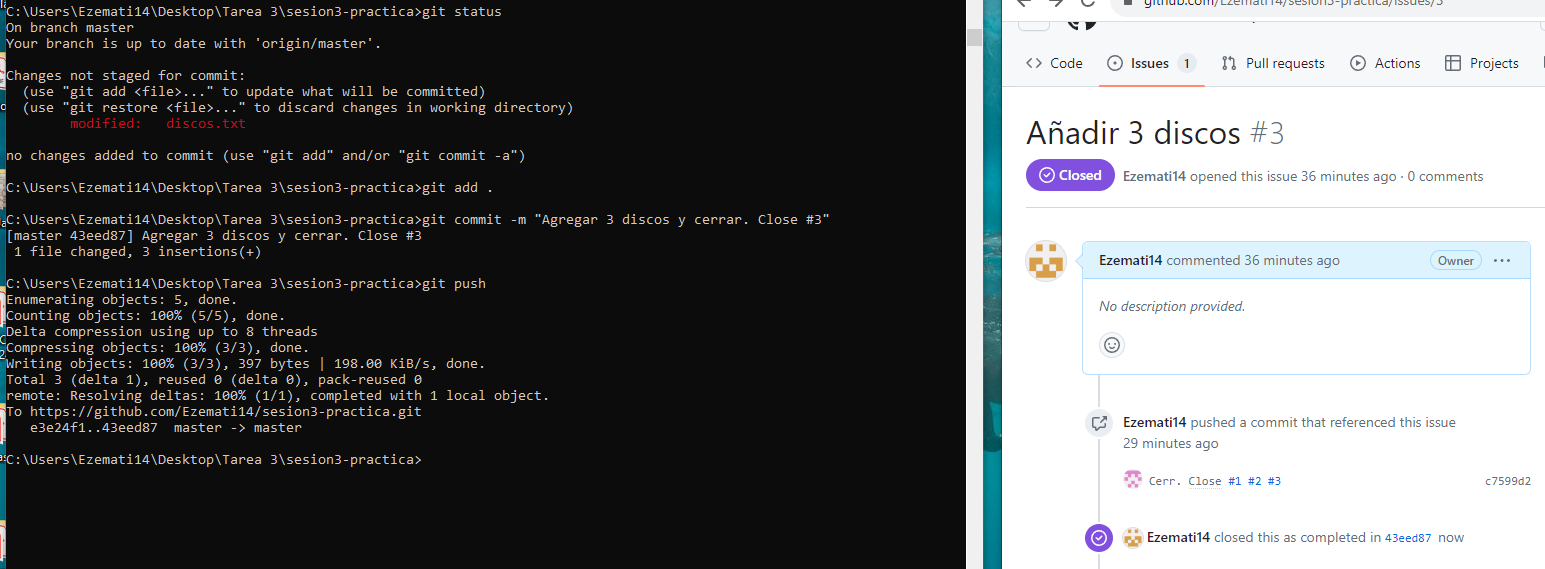 C:\Users\Ezemati14\Desktop\Tarea 3\sesion3-practica>git status
On branch master
Your branch is up to date with 'origin/master'.
Changes not staged for commit:
  (use "git add <file>..." to update what will be committed)
  (use "git restore <file>..." to discard changes in working directory)
        modified:   discos.txt
no changes added to commit (use "git add" and/or "git commit -a")
C:\Users\Ezemati14\Desktop\Tarea 3\sesion3-practica>git add .
C:\Users\Ezemati14\Desktop\Tarea 3\sesion3-practica>git commit -m "Agregar 3 discos y cerrar. Close #3"
[master 43eed87] Agregar 3 discos y cerrar. Close #3
 1 file changed, 3 insertions(+)
C:\Users\Ezemati14\Desktop\Tarea 3\sesion3-practica>git push
Enumerating objects: 5, done.
Counting objects: 100% (5/5), done.
Delta compression using up to 8 threads
Compressing objects: 100% (3/3), done.
Writing objects: 100% (3/3), 397 bytes | 198.00 KiB/s, done.
Total 3 (delta 1), reused 0 (delta 0), pack-reused 0
remote: Resolving deltas: 100% (1/1), completed with 1 local object.
To https://github.com/Ezemati14/sesion3-practica.git
   e3e24f1..43eed87  master -> master
C:\Users\Ezemati14\Desktop\Tarea 3\sesion3-practica>
github.com/Ezemati14/sesion3-practica/issues/3
Code Issues 1 Pull requests Actions Projects
Añadir 3 discos #3
Closed Ezemati14 opened this issue 36 minutes ago · 0 comments
Ezemati14 commented 36 minutes ago Owner ...
No description provided.
Ezemati14 pushed a commit that referenced this issue
29 minutes ago
Cerr. Close #1 #2 #3 c7599d2
Ezemati14 closed this as completed in 43eed87 now